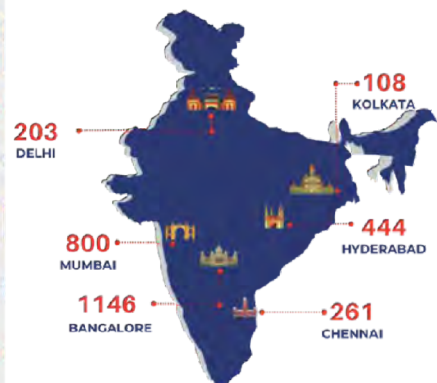 108
KOLKATA
203
DELHI
444
HYDERABAD
800
MUMBAI
1146
BANGALORE
261
CHENNAI